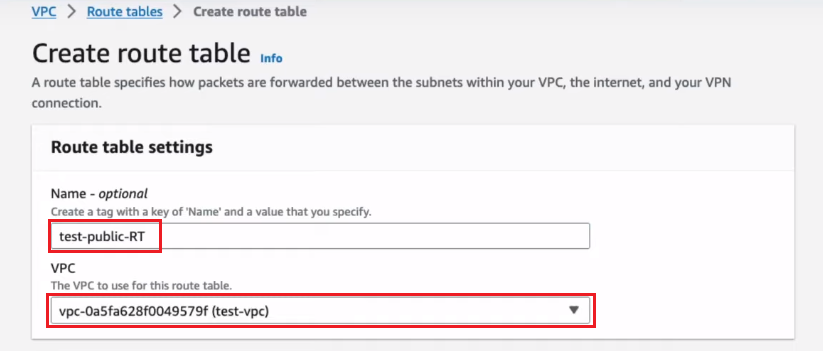 VPC > Route tables > Create route table
Create route table Info
A route table specifies how packets are forwarded between the subnets within your VPC, the internet, and your VPN
connection.
Route table settings
Name - optional
Create a tag with a key of 'Name' and a value that you specify.
test-public-RT
VPC
The VPC to use for this route table.
vpc-0a5fa628f0049579f (test-vpc)